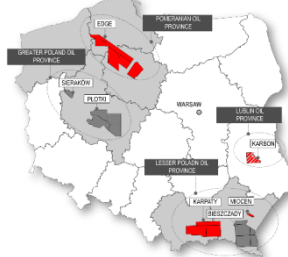 EDGE
POMERANIAN OIL
PROVINCE
GREATER POLAND OIL
PROVINCE
SIERAKÓW
PŁOTKI
WARSAW
LUBLIN OIL
PROVINCE
KARBON
LESSER POLADN OIL
PROVINCE
KARPATY
MIOCEN
BIESZCZADY